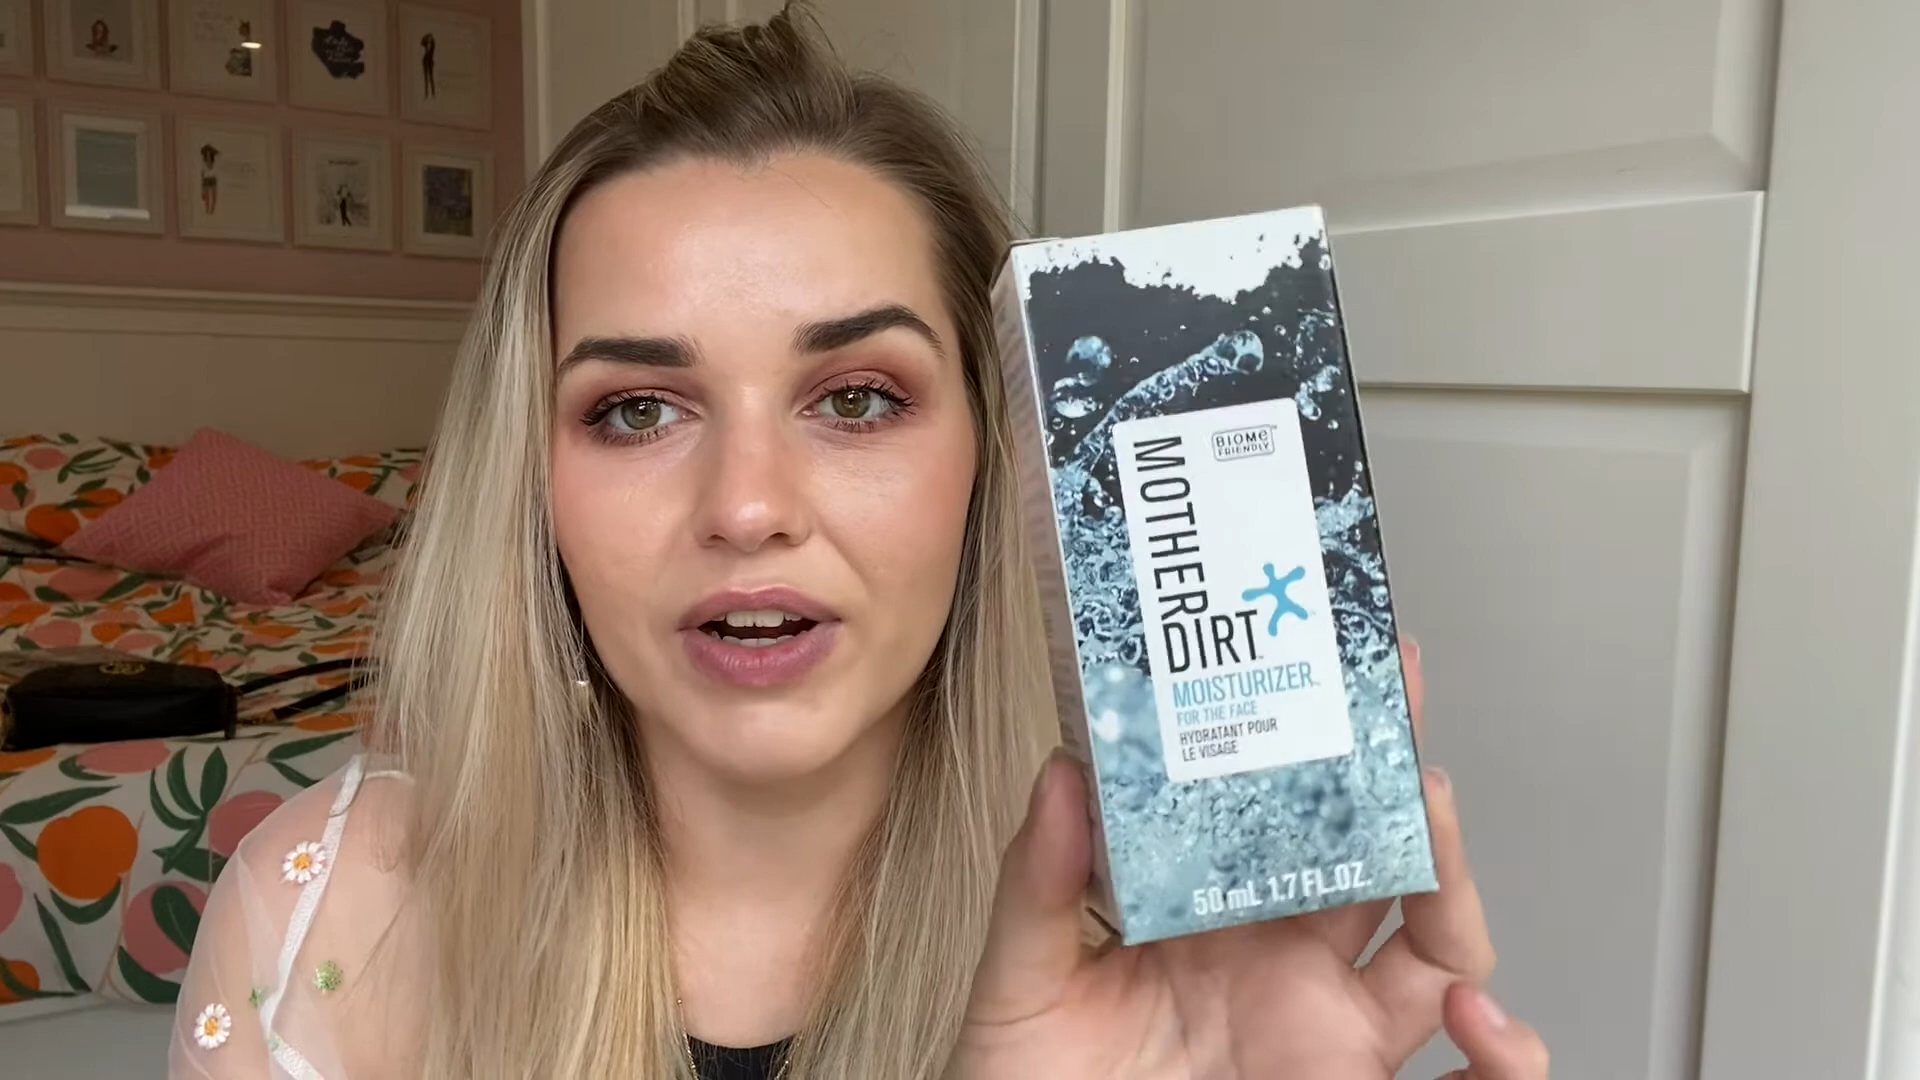 BIOMe
FRIENDLY
MOTHER
DIRT
MOISTURIZER
FOR THE FACE
HYDRATANT POUR
LE VISAGE
50 mL 1.7 FL.OZ.